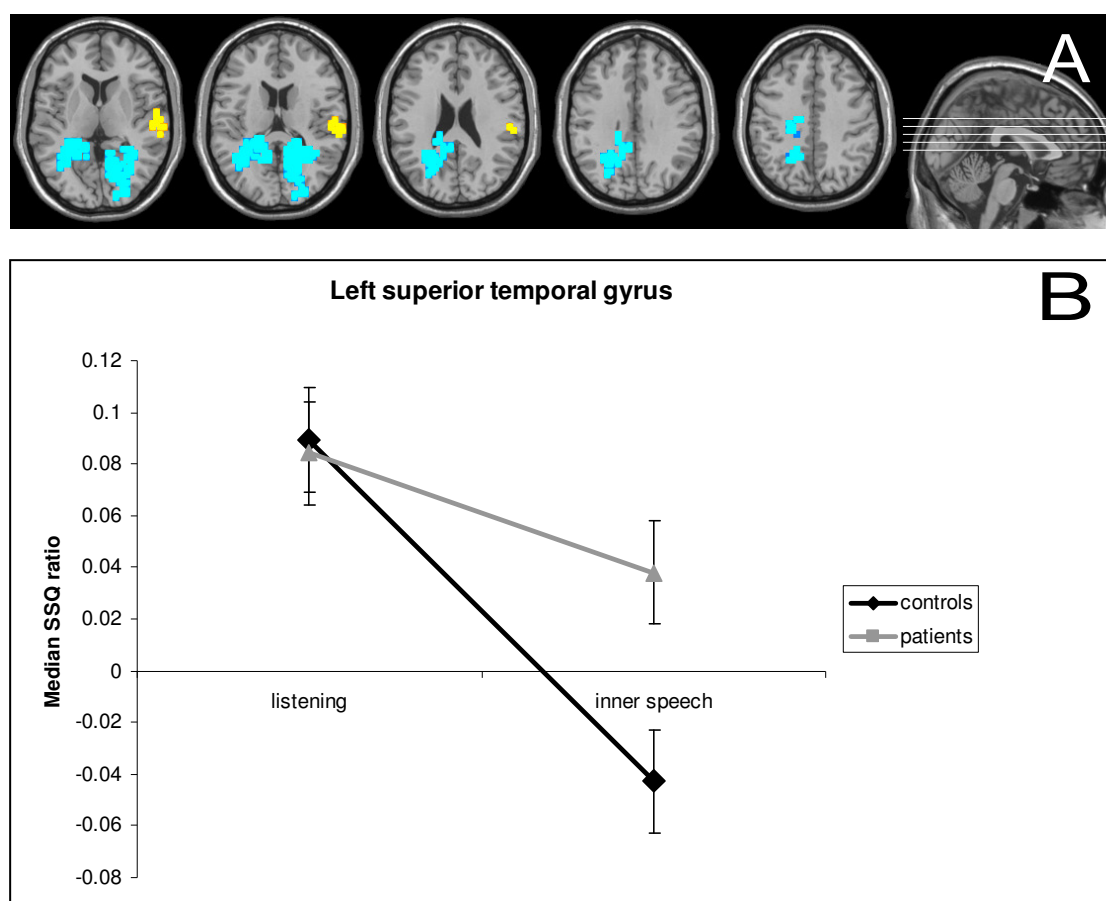 A
B
Left superior temporal gyrus
Median SSQ ratio
0.12
0.1
0.08
0.06
0.04
0.02
0
-0.02
-0.04
-0.06
-0.08
listening
inner speech
controls
patients